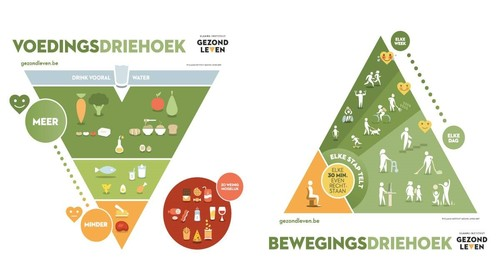 VOEDINGSDRIEHOEK
VLAAMS INSTITUUT
GEZOND
LEVEN
gezondleven.be
DRINK VOORAL WATER
MEER
MINDER
ZO WEINIG
MOGELIJK
ELKE
WEEK
ELKE
DAG
ELKE STAP TELT
ELKE
30 MIN.
EVEN
RECHT-
STAAN
gezondleven.be
BEWEGINGSDRIEHOEK
VLAAMS INSTITUUT
GEZOND
LEVEN